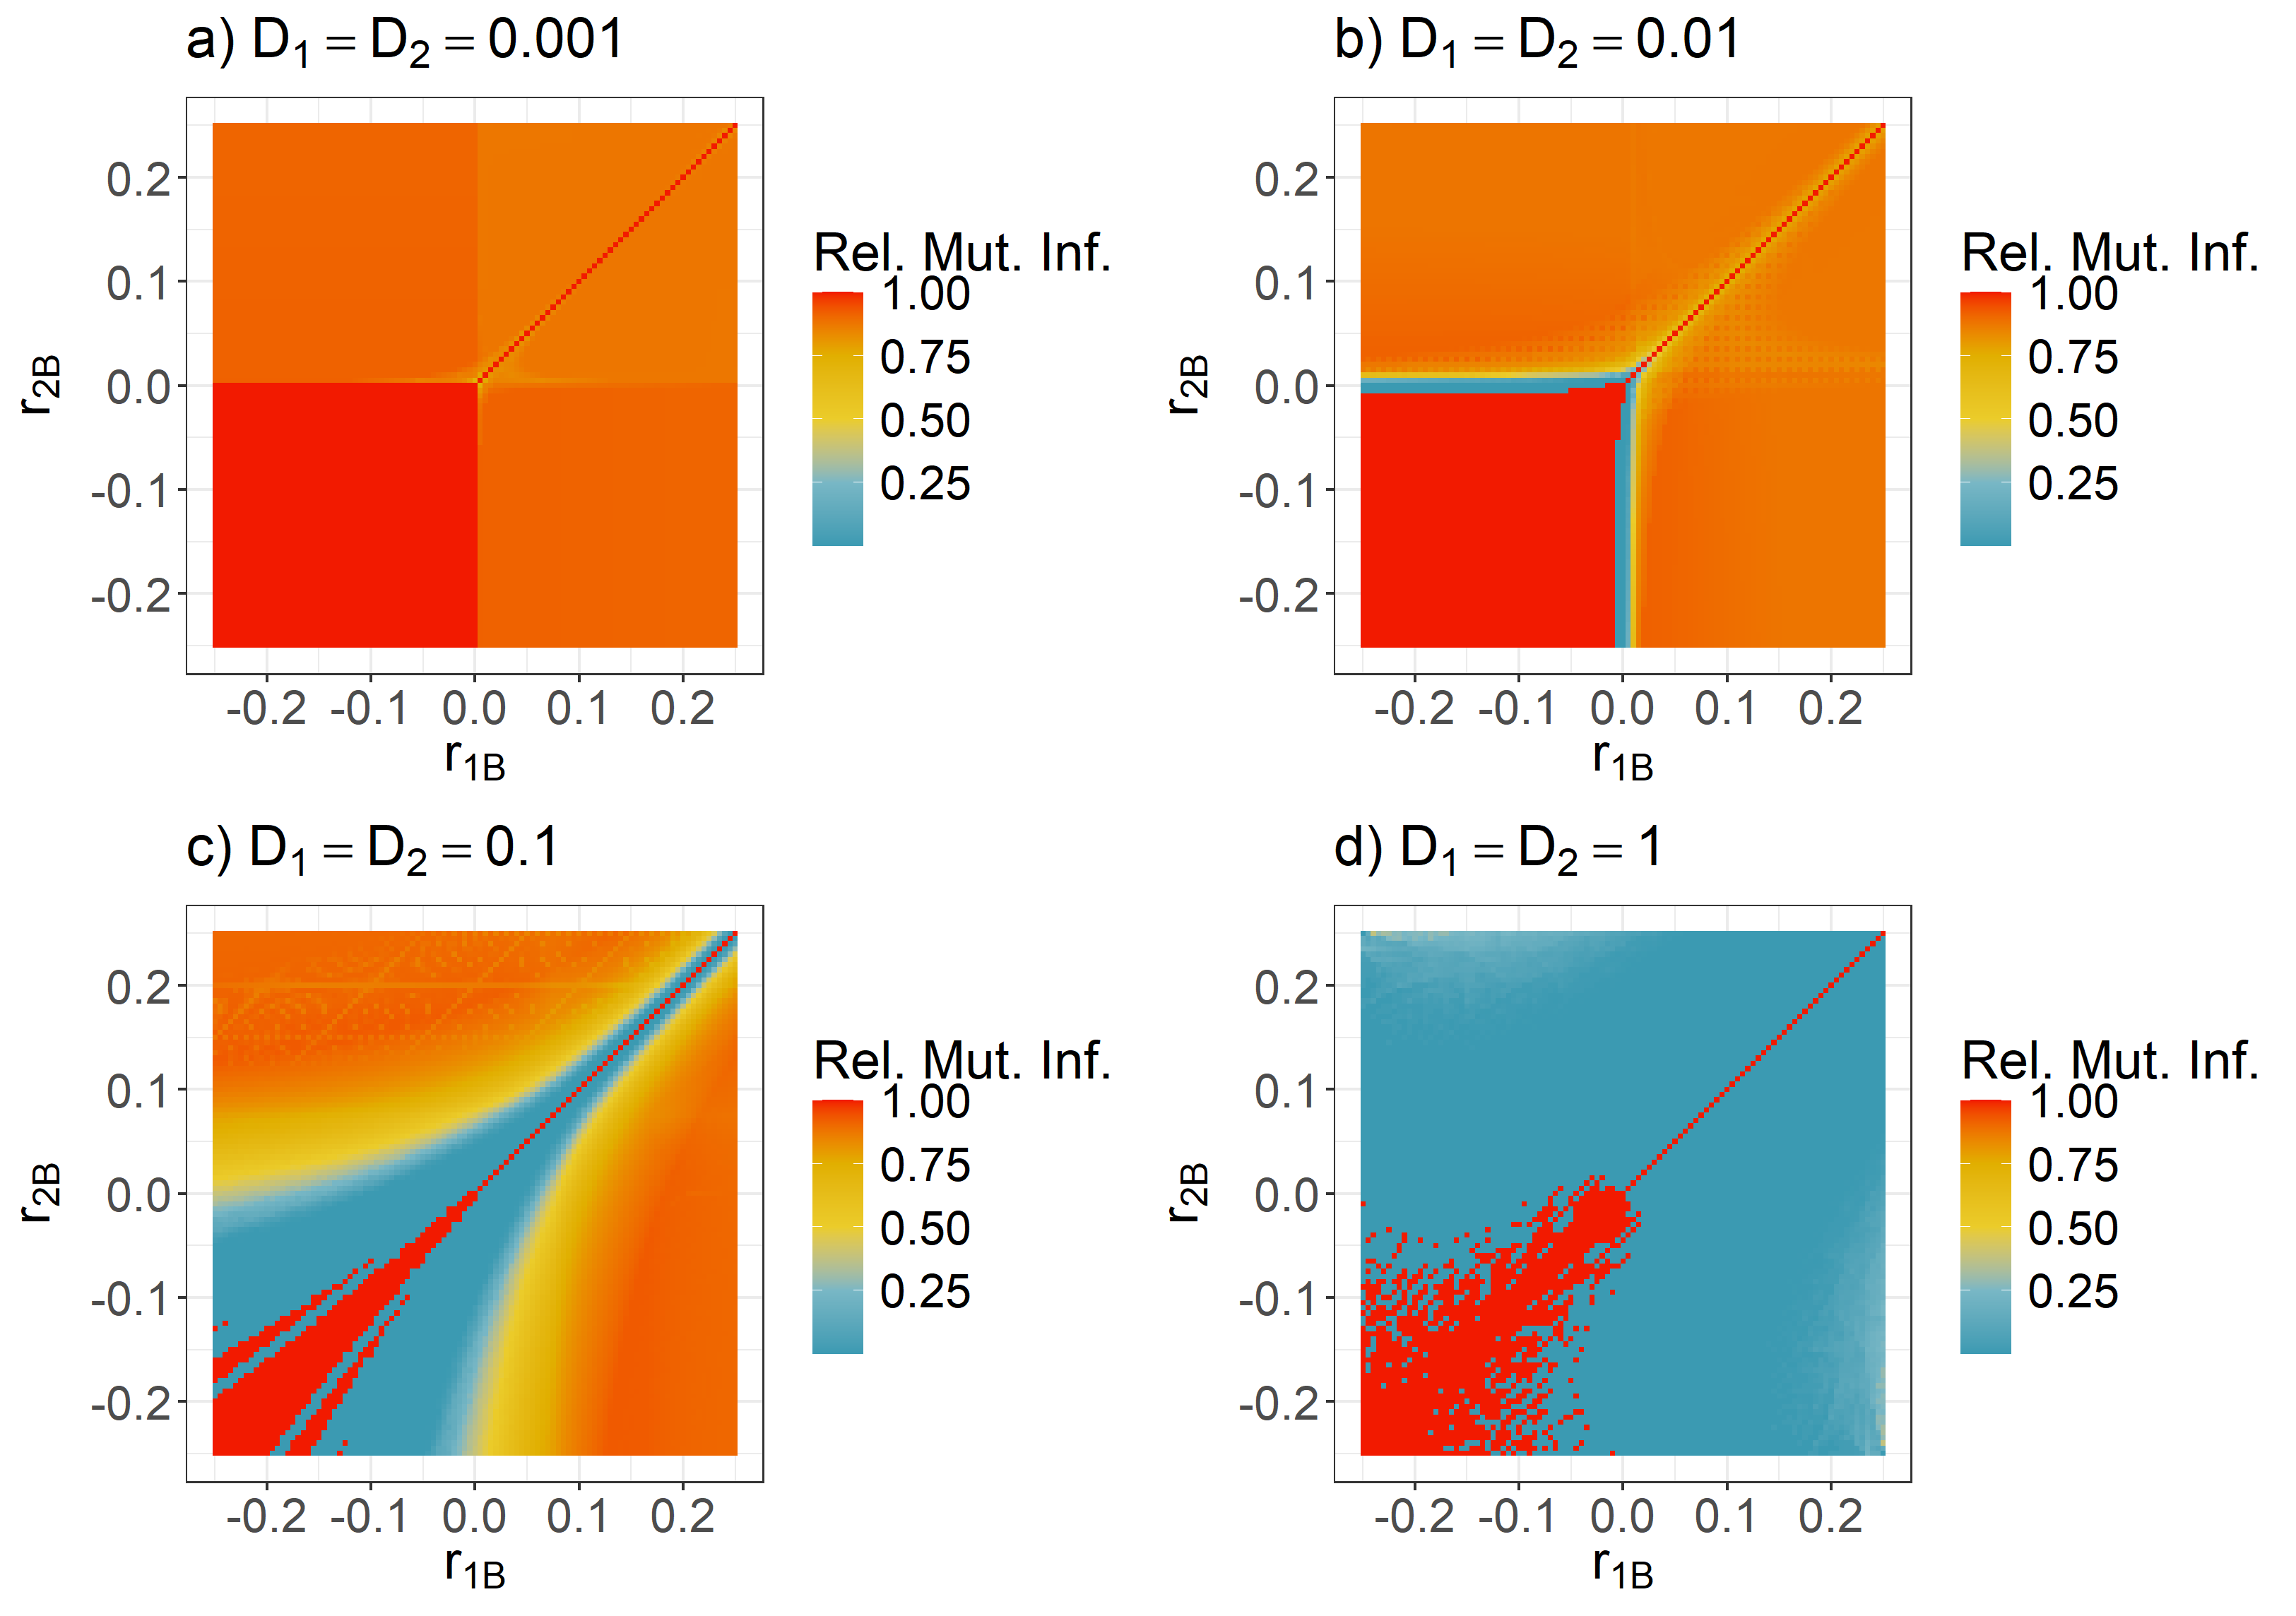 a) D₁ = D₂ = 0.001
0.2
0.1
0.0
-0.1
-0.2
r₂B
-0.2 -0.1 0.0 0.1 0.2
r₁B
Rel. Mut. Inf.
1.00
0.75
0.50
0.25
b) D₁ = D₂ = 0.01
0.2
0.1
0.0
-0.1
-0.2
r₂B
-0.2 -0.1 0.0 0.1 0.2
r₁B
Rel. Mut. Inf.
1.00
0.75
0.50
0.25
c) D₁ = D₂ = 0.1
0.2
0.1
0.0
-0.1
-0.2
r₂B
-0.2 -0.1 0.0 0.1 0.2
r₁B
Rel. Mut. Inf.
1.00
0.75
0.50
0.25
d) D₁ = D₂ = 1
0.2
0.1
0.0
-0.1
-0.2
r₂B
-0.2 -0.1 0.0 0.1 0.2
r₁B
Rel. Mut. Inf.
1.00
0.75
0.50
0.25